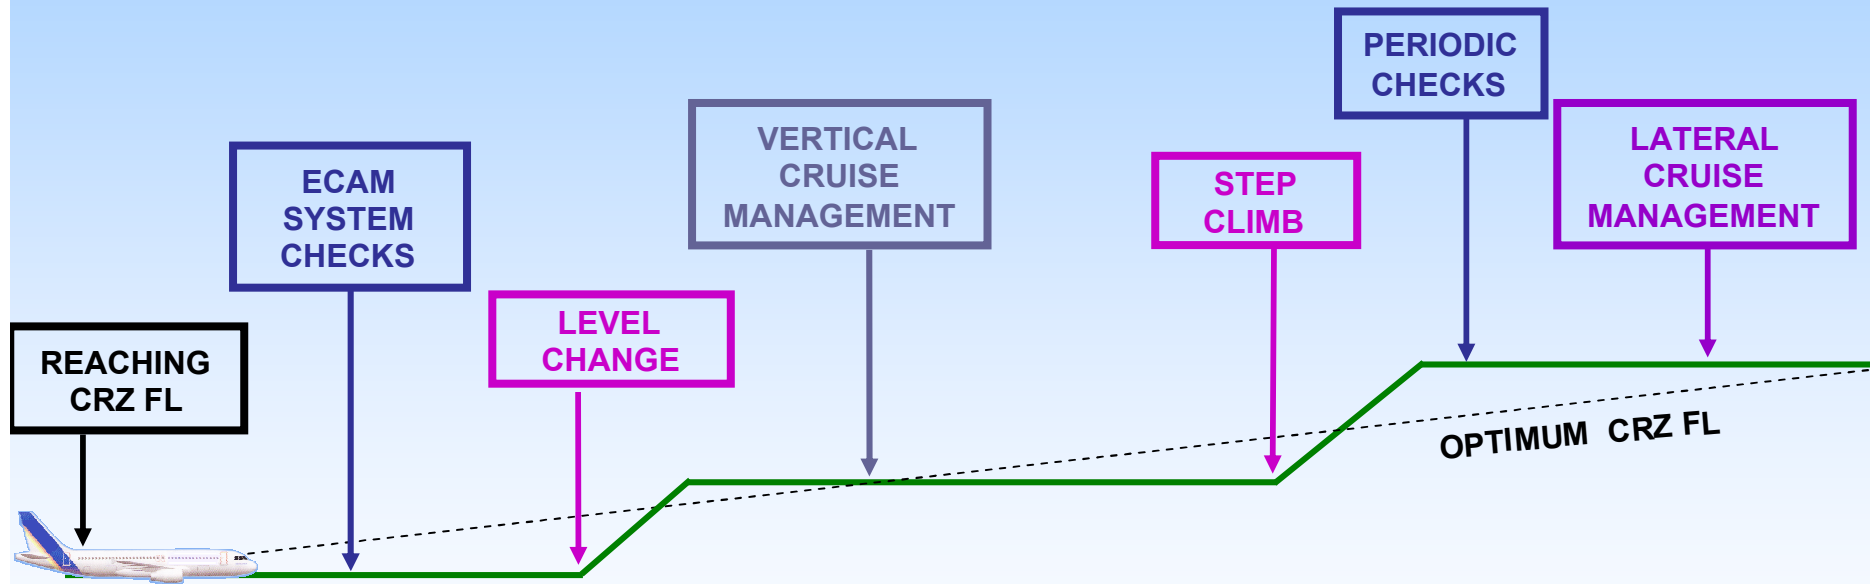 REACHING
CRZ FL
ECAM
SYSTEM
CHECKS
LEVEL
CHANGE
VERTICAL
CRUISE
MANAGEMENT
STEP
CLIMB
PERIODIC
CHECKS
LATERAL
CRUISE
MANAGEMENT
OPTIMUM CRZ FL